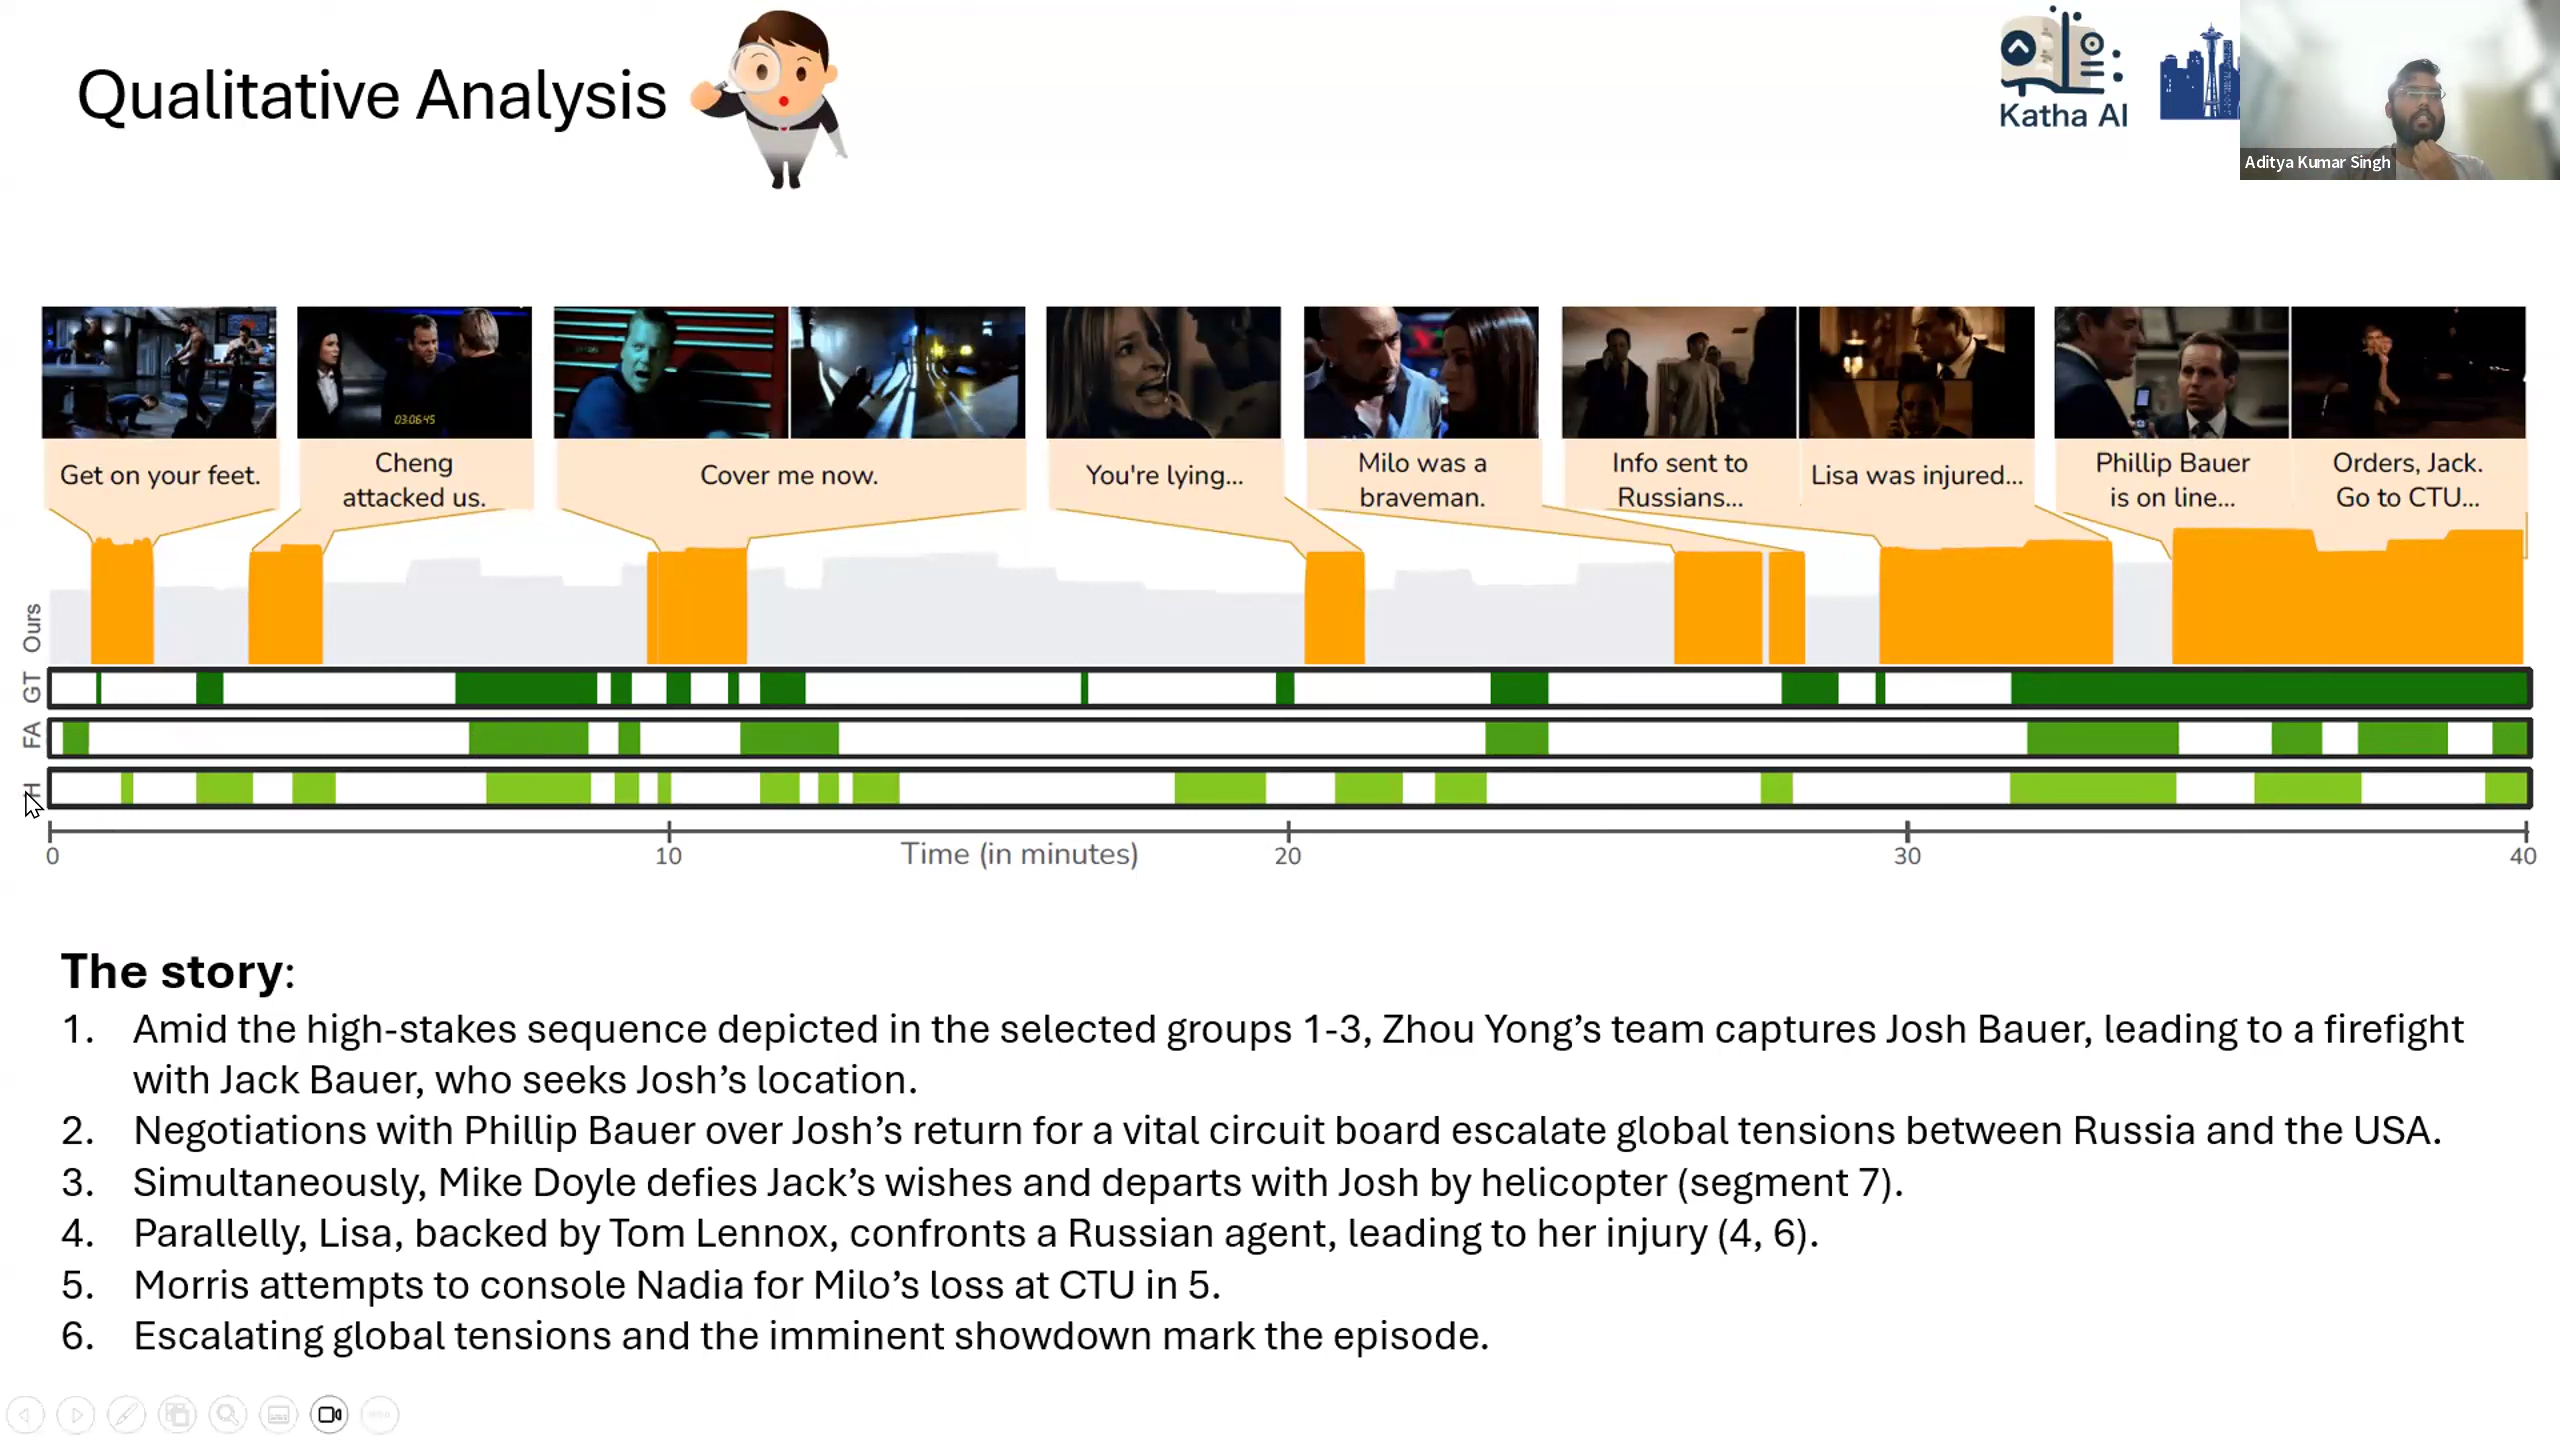 Qualitative Analysis
Katha AI
Aditya Kumar Singh
03:06:45
Get on your feet.
Cheng
attacked us.
Cover me now.
You're lying...
Milo was a
braveman.
Info sent to
Russians...
Lisa was injured...
Phillip Bauer
is on line...
Orders, Jack.
Go to CTU...
Ours
GT
FA
H
0
10
Time (in minutes)
20
30
40
The story:
1. Amid the high-stakes sequence depicted in the selected groups 1-3, Zhou Yong’s team captures Josh Bauer, leading to a firefight
with Jack Bauer, who seeks Josh’s location.
2. Negotiations with Phillip Bauer over Josh’s return for a vital circuit board escalate global tensions between Russia and the USA.
3. Simultaneously, Mike Doyle defies Jack’s wishes and departs with Josh by helicopter (segment 7).
4. Parallelly, Lisa, backed by Tom Lennox, confronts a Russian agent, leading to her injury (4, 6).
5. Morris attempts to console Nadia for Milo’s loss at CTU in 5.
6. Escalating global tensions and the imminent showdown mark the episode.